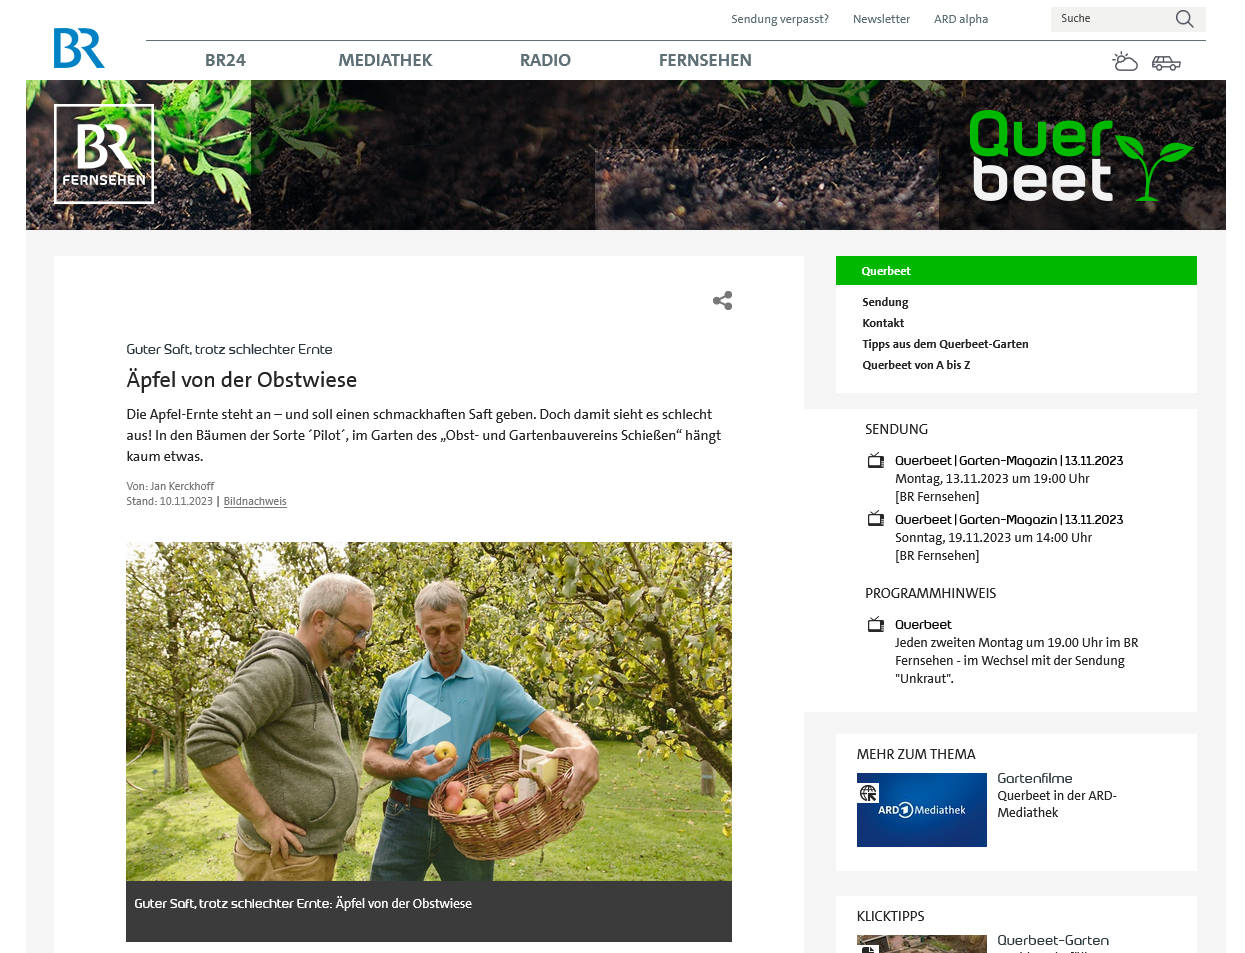 Sendung verpasst?
Newsletter
ARD alpha
Suche
BR
BR24
MEDIATHEK
RADIO
FERNSEHEN
BR
FERNSEHEN
Quer
beet
Guter Saft, trotz schlechter Ernte
Äpfel von der Obstwiese
Die Apfel-Ernte steht an – und soll einen schmackhaften Saft geben. Doch damit sieht es schlecht
aus! In den Bäumen der Sorte ´Pilot´, im Garten des „Obst- und Gartenbauvereins Schießen“ hängt
kaum etwas.
Von: Jan Kerckhoff
Stand: 10.11.2023 | Bildnachweis
Guter Saft, trotz schlechter Ernte: Äpfel von der Obstwiese
Querbeet
Sendung
Kontakt
Tipps aus dem Querbeet-Garten
Querbeet von A bis Z
SENDUNG
Querbeet | Garten-Magazin | 13.11.2023
Montag, 13.11.2023 um 19:00 Uhr
[BR Fernsehen]
Querbeet | Garten-Magazin | 13.11.2023
Sonntag, 19.11.2023 um 14:00 Uhr
[BR Fernsehen]
PROGRAMMHINWEIS
Querbeet
Jeden zweiten Montag um 19.00 Uhr im BR
Fernsehen - im Wechsel mit der Sendung
"Unkraut".
MEHR ZUM THEMA
ARD 1 Mediathek
Gartenfilme
Querbeet in der ARD-
Mediathek
KLICKTIPPS
Querbeet-Garten